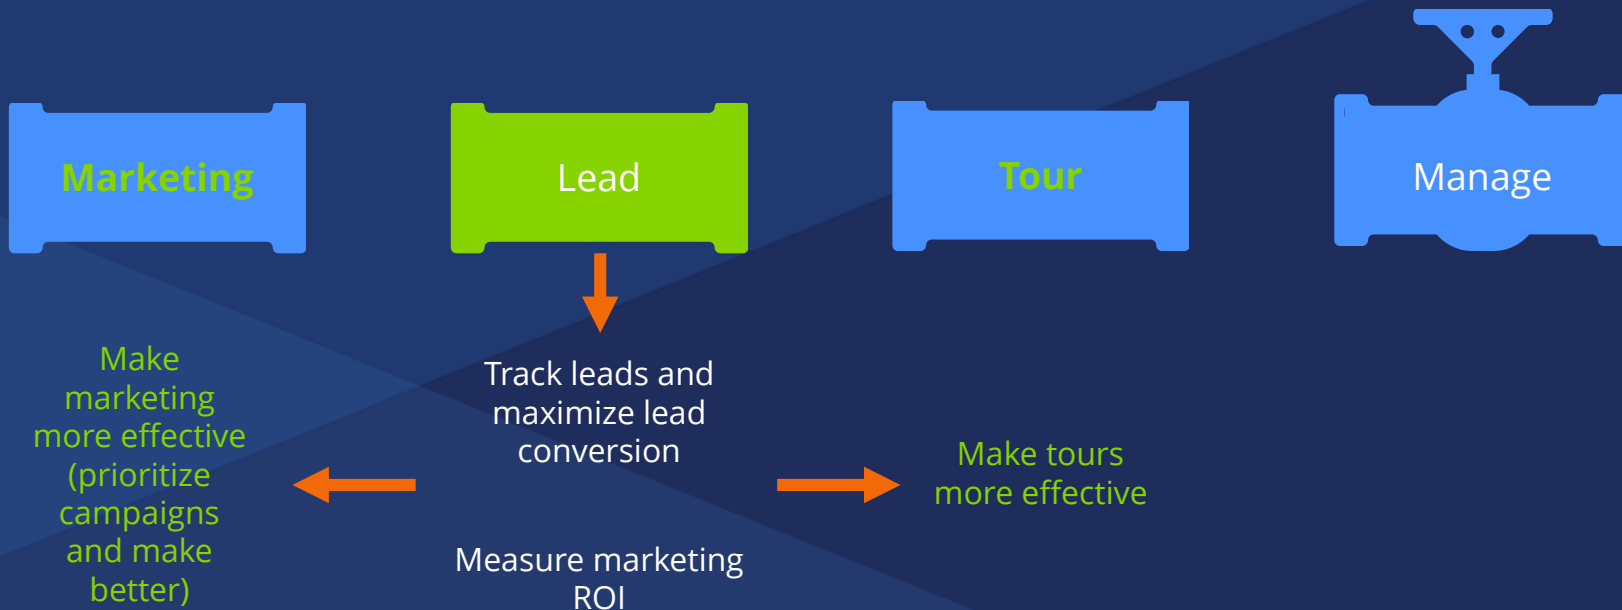 Marketing
Lead
Tour
Manage
Make
marketing
more effective
(prioritize
campaigns
and make
better)
Track leads and
maximize lead
conversion
Measure marketing
ROI
Make tours
more effective